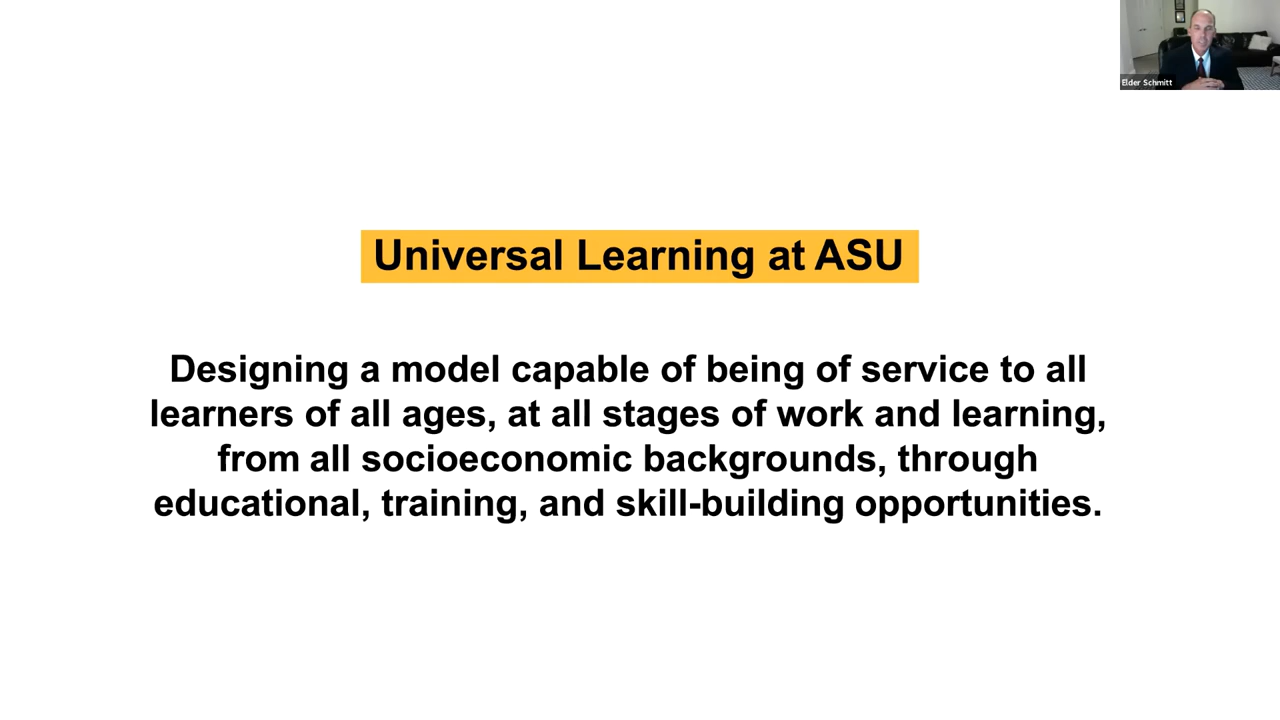 Elder Schmitt
Universal Learning at ASU
Designing a model capable of being of service to all
learners of all ages, at all stages of work and learning,
from all socioeconomic backgrounds, through
educational, training, and skill-building opportunities.